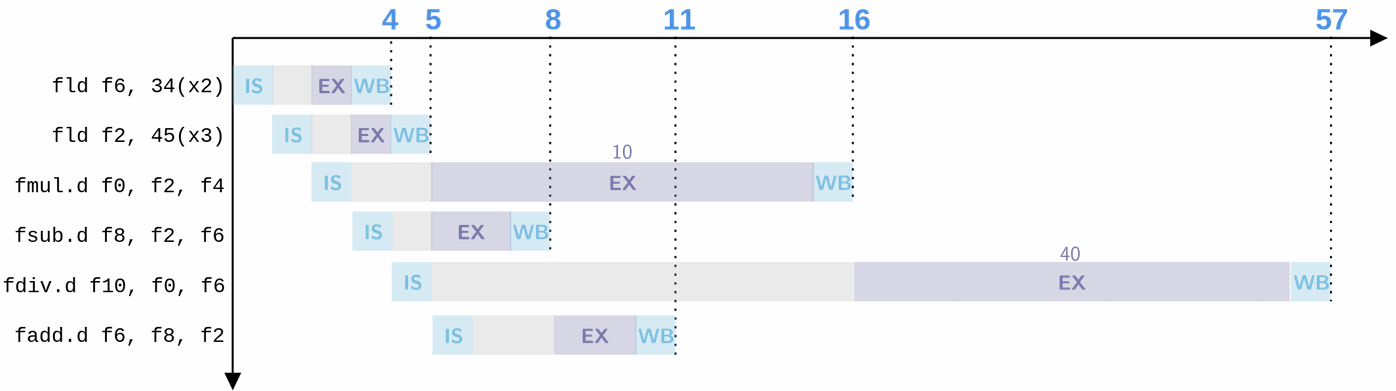 4 5 8 11 16 57
fld f6, 34(x2) IS EX WB
fld f2, 45(x3) IS EX WB
10
fmul.d f0, f2, f4 IS EX WB
fsub.d f8, f2, f6 IS EX WB
40
fdiv.d f10, f0, f6 IS EX WB
fadd.d f6, f8, f2 IS EX WB